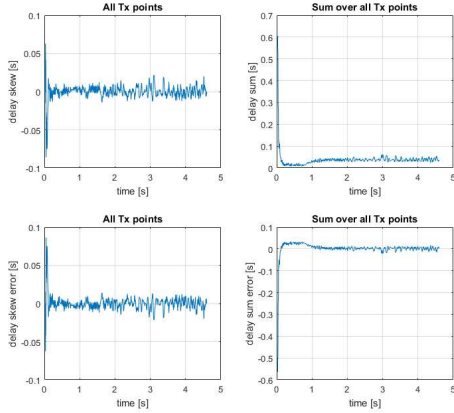 All Tx points
Sum over all Tx points
0.1
0.05
0
-0.05
-0.1
delay skew [s]
0 1 2 3 4 5
time [s]
0.7
0.6
0.5
0.4
0.3
0.2
0.1
0
delay sum [s]
0 1 2 3 4 5
time [s]
All Tx points
Sum over all Tx points
0.1
0.05
0
-0.05
-0.1
delay skew error [s]
0 1 2 3 4 5
time [s]
0.1
0
-0.1
-0.2
-0.3
-0.4
-0.5
-0.6
delay sum error [s]
0 1 2 3 4 5
time [s]